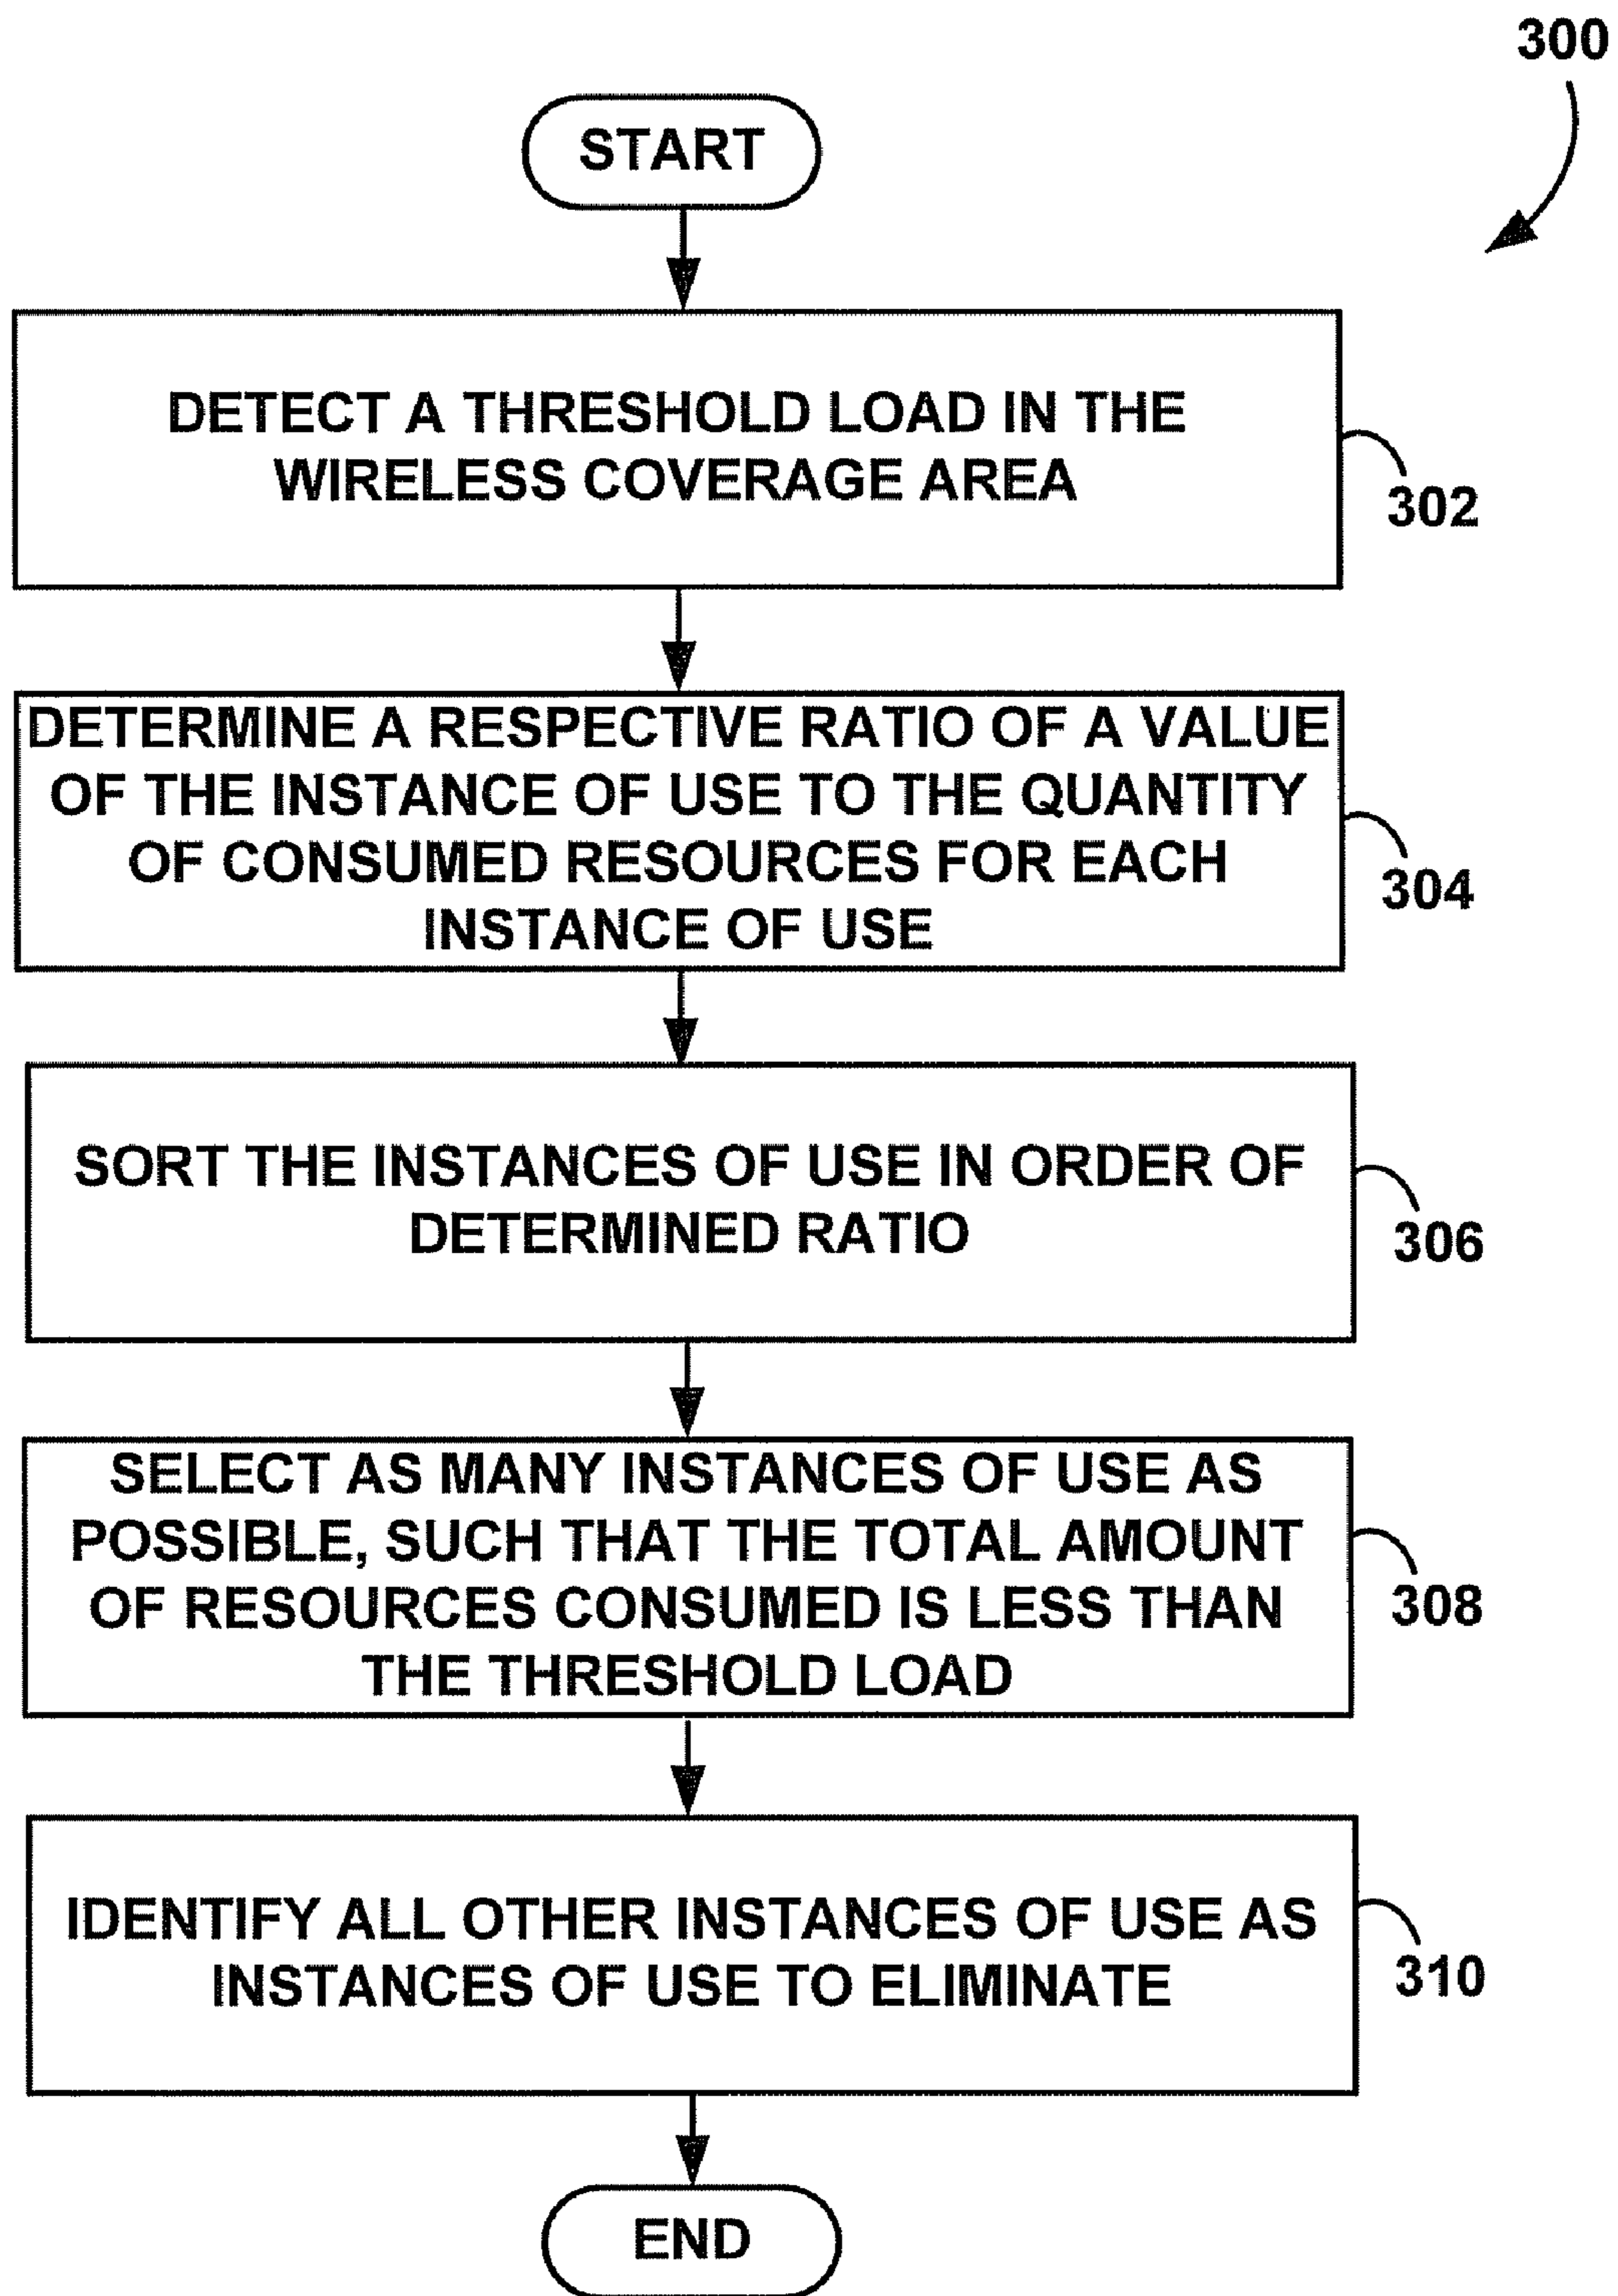 300
START
DETECT A THRESHOLD LOAD IN THE
WIRELESS COVERAGE AREA
302
DETERMINE A RESPECTIVE RATIO OF A VALUE
OF THE INSTANCE OF USE TO THE QUANTITY
OF CONSUMED RESOURCES FOR EACH
INSTANCE OF USE
304
SORT THE INSTANCES OF USE IN ORDER OF
DETERMINED RATIO
306
SELECT AS MANY INSTANCES OF USE AS
POSSIBLE, SUCH THAT THE TOTAL AMOUNT
OF RESOURCES CONSUMED IS LESS THAN
THE THRESHOLD LOAD
308
IDENTIFY ALL OTHER INSTANCES OF USE AS
INSTANCES OF USE TO ELIMINATE
310
END